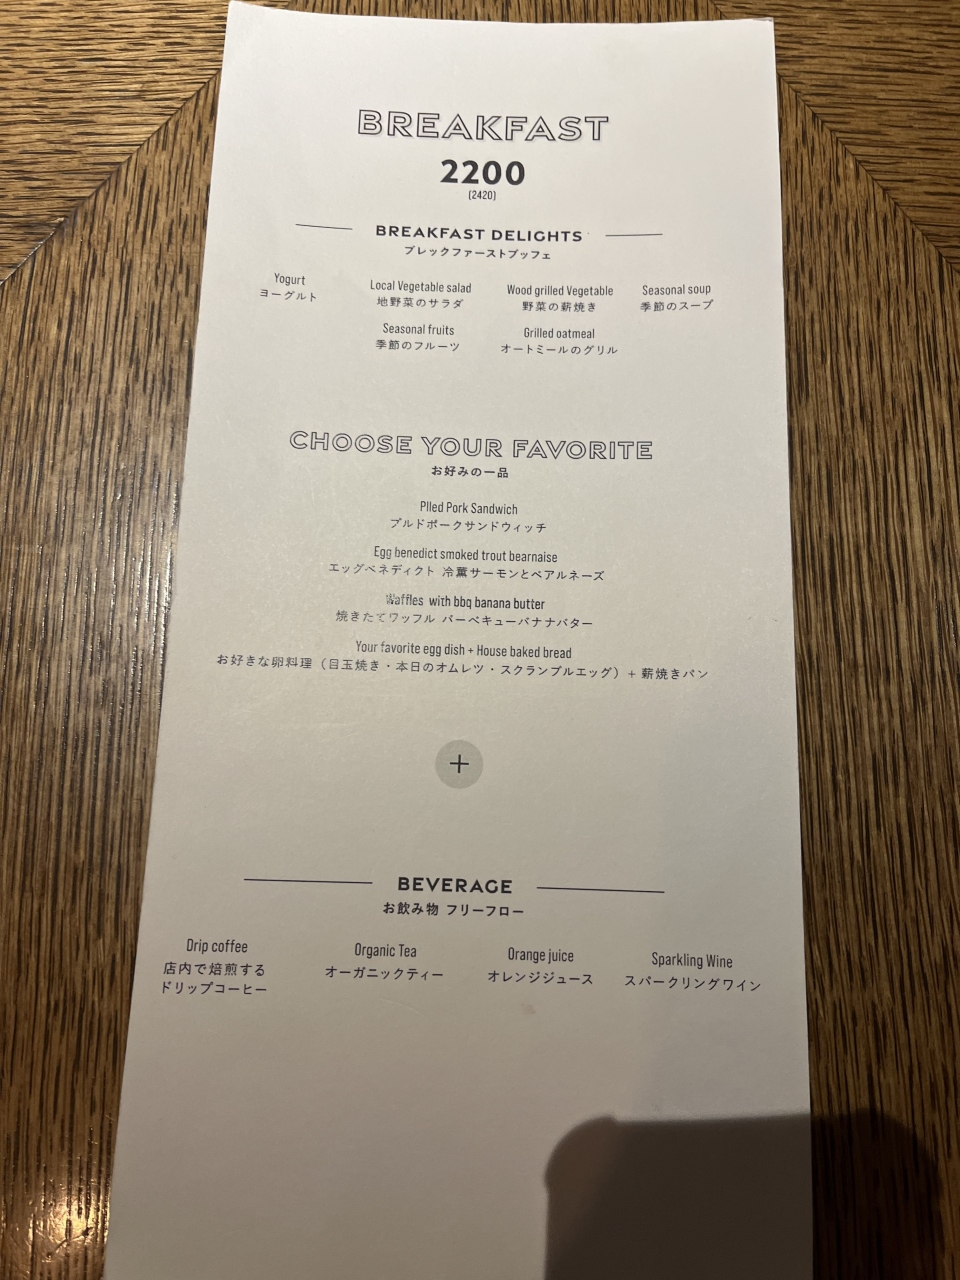 BREAKFAST
2200
(2420)
BREAKFAST DELIGHTS
ブレックファーストブッフェ
Yogurt
ヨーグルト
Local Vegetable salad
地野菜のサラダ
Wood grilled Vegetable
野菜の薪焼き
Seasonal soup
季節のスープ
Seasonal fruits
季節のフルーツ
Grilled oatmeal
オートミールのグリル
CHOOSE YOUR FAVORITE
お好みの一品
Plled Pork Sandwich
プルドポークサンドウィッチ
Egg benedict smoked trout bearnaise
エッグベネディクト 冷薫サーモンとベアルネーズ
Waffles with bbq banana butter
焼きたてワッフル バーベキューバナナバター
Your favorite egg dish + House baked bread
お好きな卵料理（目玉焼き・本日のオムレツ・スクランブルエッグ）+ 薪焼きパン
+
BEVERAGE
お飲み物 フリーフロー
Drip coffee
店内で焙煎する
ドリップコーヒー
Organic Tea
オーガニックティー
Orange juice
オレンジジュース
Sparkling Wine
スパークリングワイン